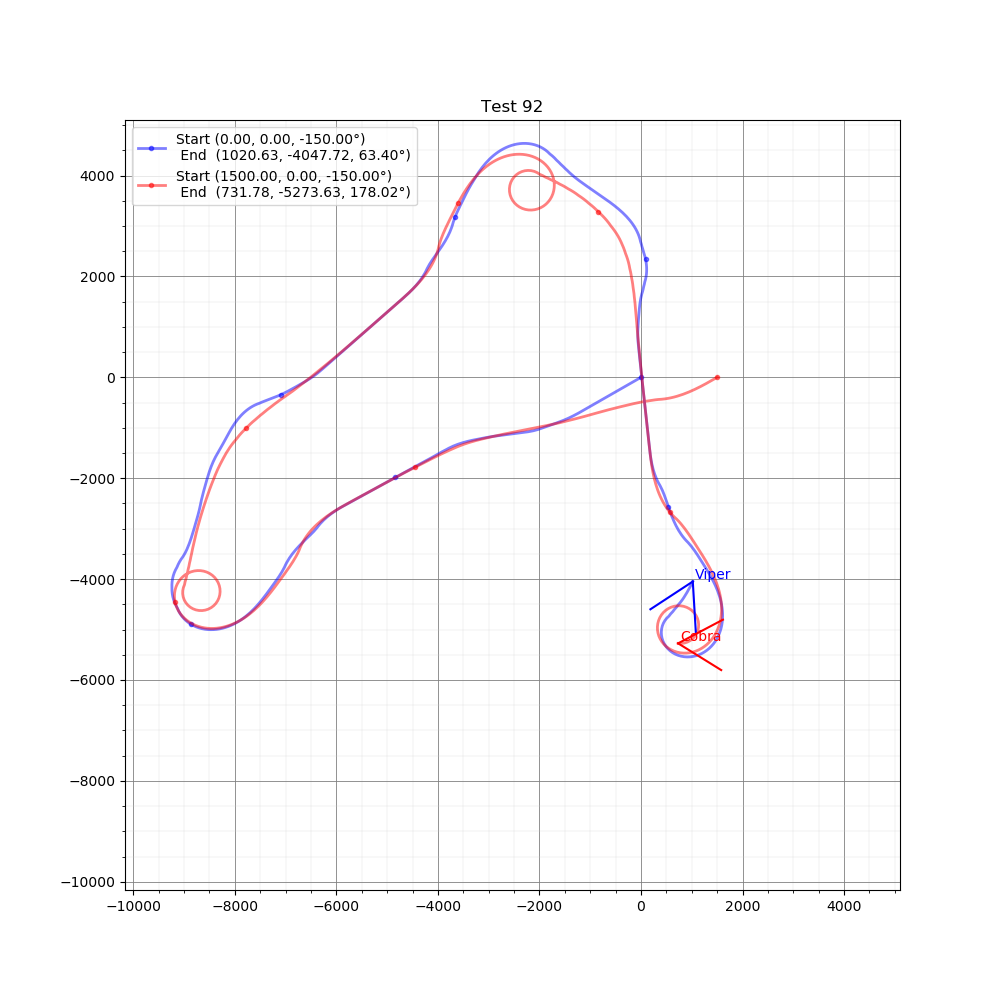 Test 92
Start (0.00, 0.00, -150.00°)
End (1020.63, -4047.72, 63.40°)
Start (1500.00, 0.00, -150.00°)
End (731.78, -5273.63, 178.02°)
4000
2000
0
−2000
−4000
−6000
−8000
−10000
Viper
Cobra
−10000 −8000 −6000 −4000 −2000 0 2000 4000